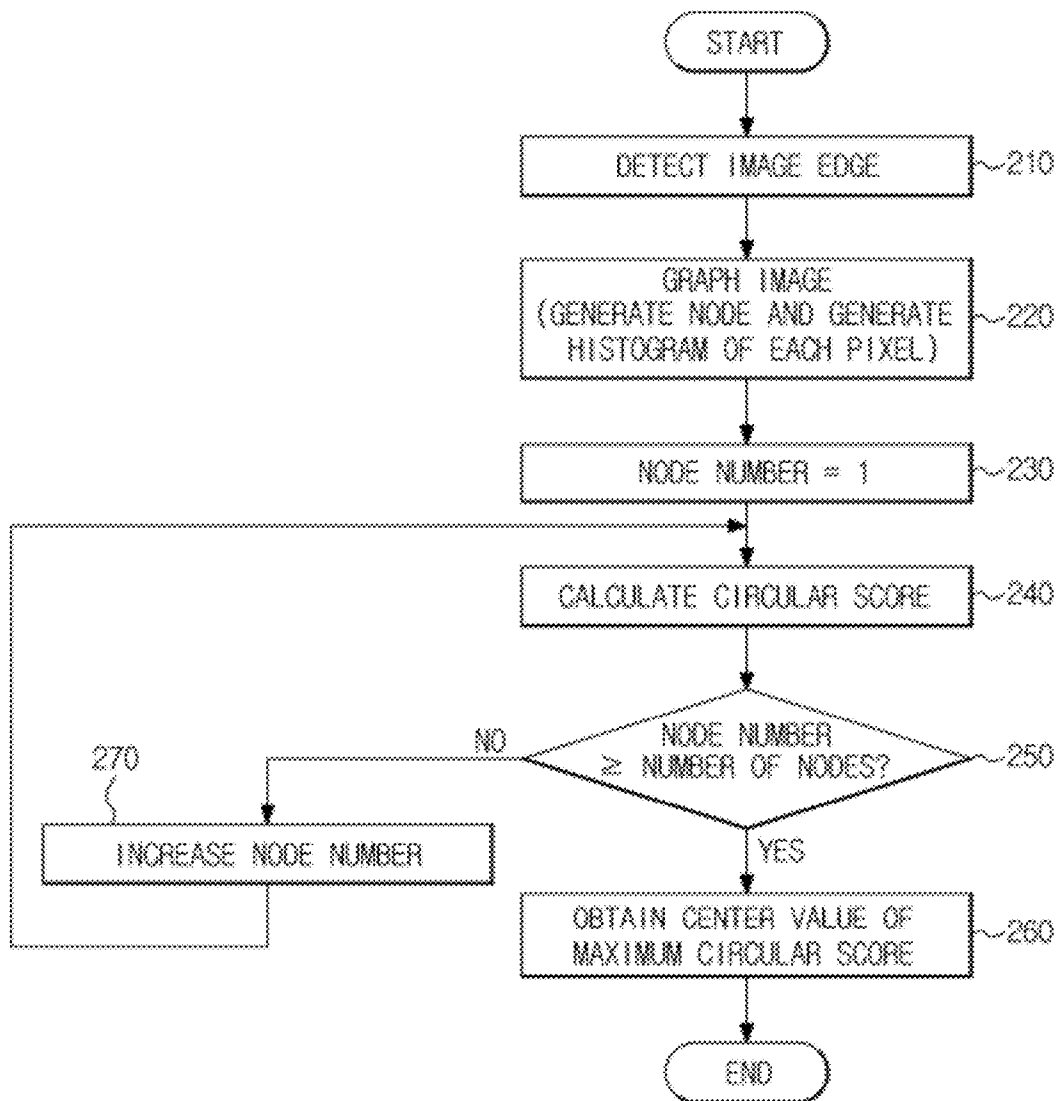 START
DETECT IMAGE EDGE
210
GRAPH IMAGE
(GENERATE NODE AND GENERATE
HISTOGRAM OF EACH PIXEL)
220
NODE NUMBER = 1
230
CALCULATE CIRCULAR SCORE
240
NODE NUMBER
≥ NUMBER OF NODES?
250
NO
270
INCREASE NODE NUMBER
YES
OBTAIN CENTER VALUE OF
MAXIMUM CIRCULAR SCORE
260
END